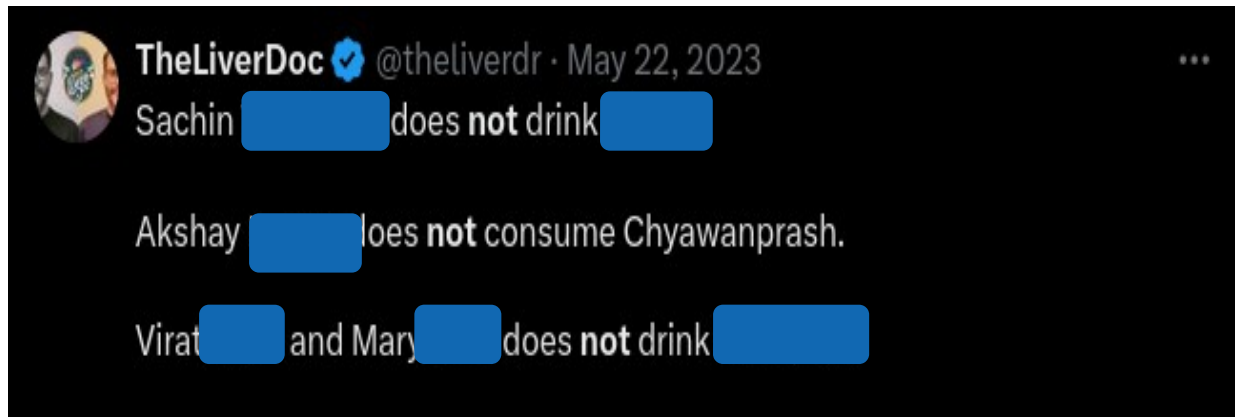 TheLiverDoc @theliverdr · May 22, 2023
Sachin does not drink
Akshay does not consume Chyawanprash.
Virat and Mary does not drink